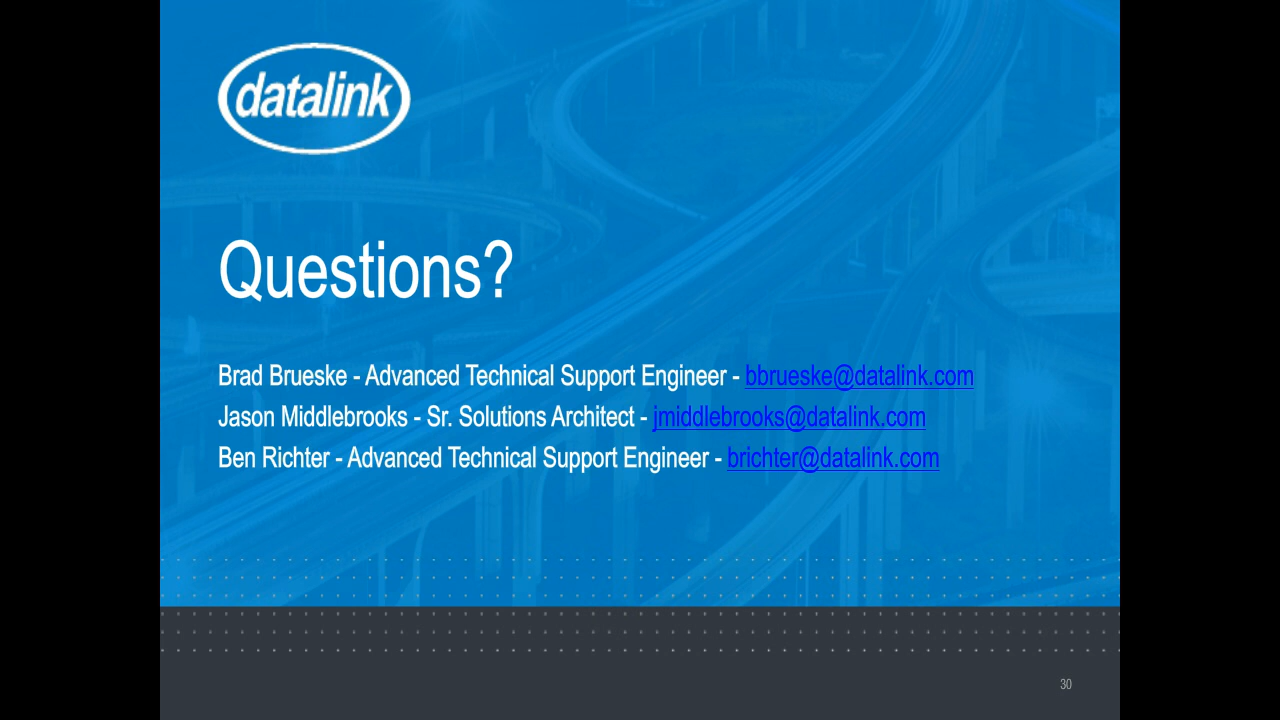 datalink
Questions?
Brad Brueske - Advanced Technical Support Engineer - bbrueske@datalink.com
Jason Middlebrooks - Sr. Solutions Architect - jmiddlebrooks@datalink.com
Ben Richter - Advanced Technical Support Engineer - brichter@datalink.com
30